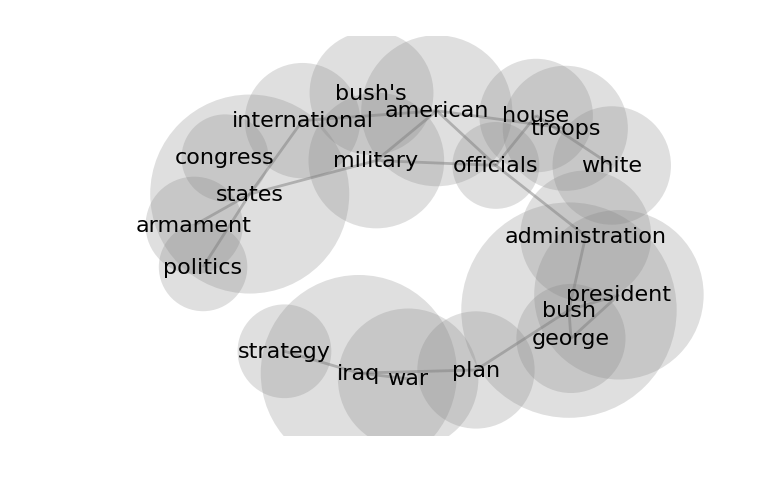 bush's
american
house
international
troops
congress
military
officials
white
states
armament
administration
politics
president
bush
george
strategy
plan
iraq
war